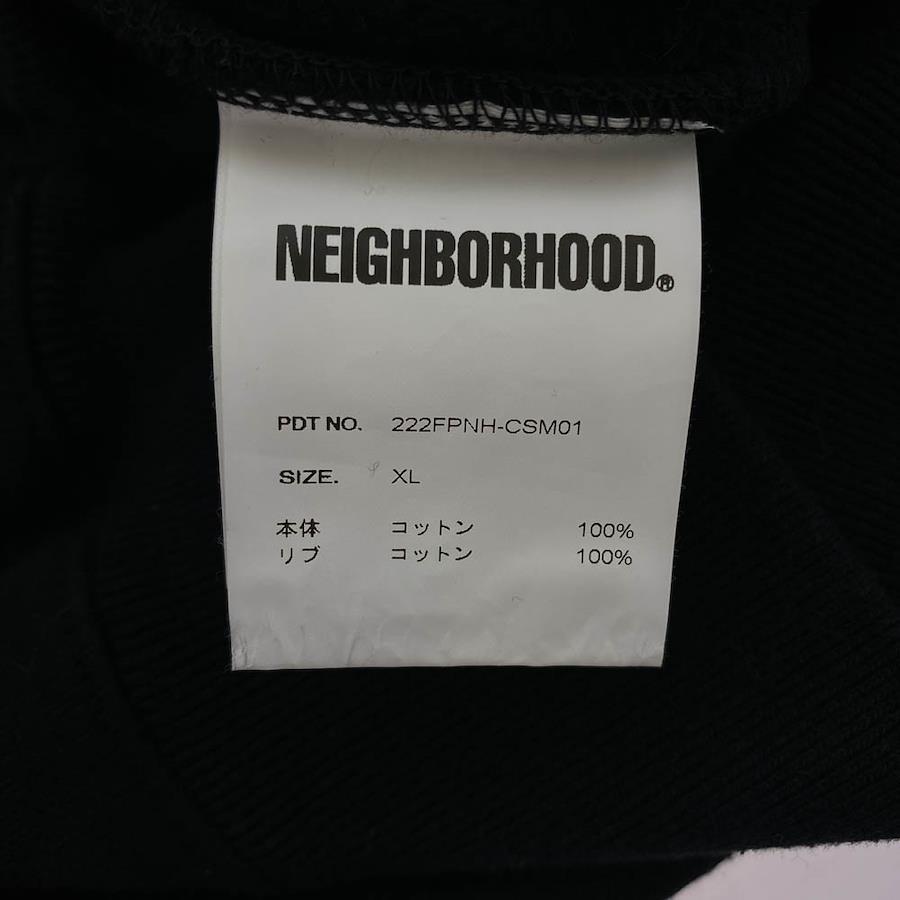 NEIGHBORHOOD®
PDT NO. 222FPNH-CSM01
SIZE. XL
本体 コットン 100%
リブ コットン 100%